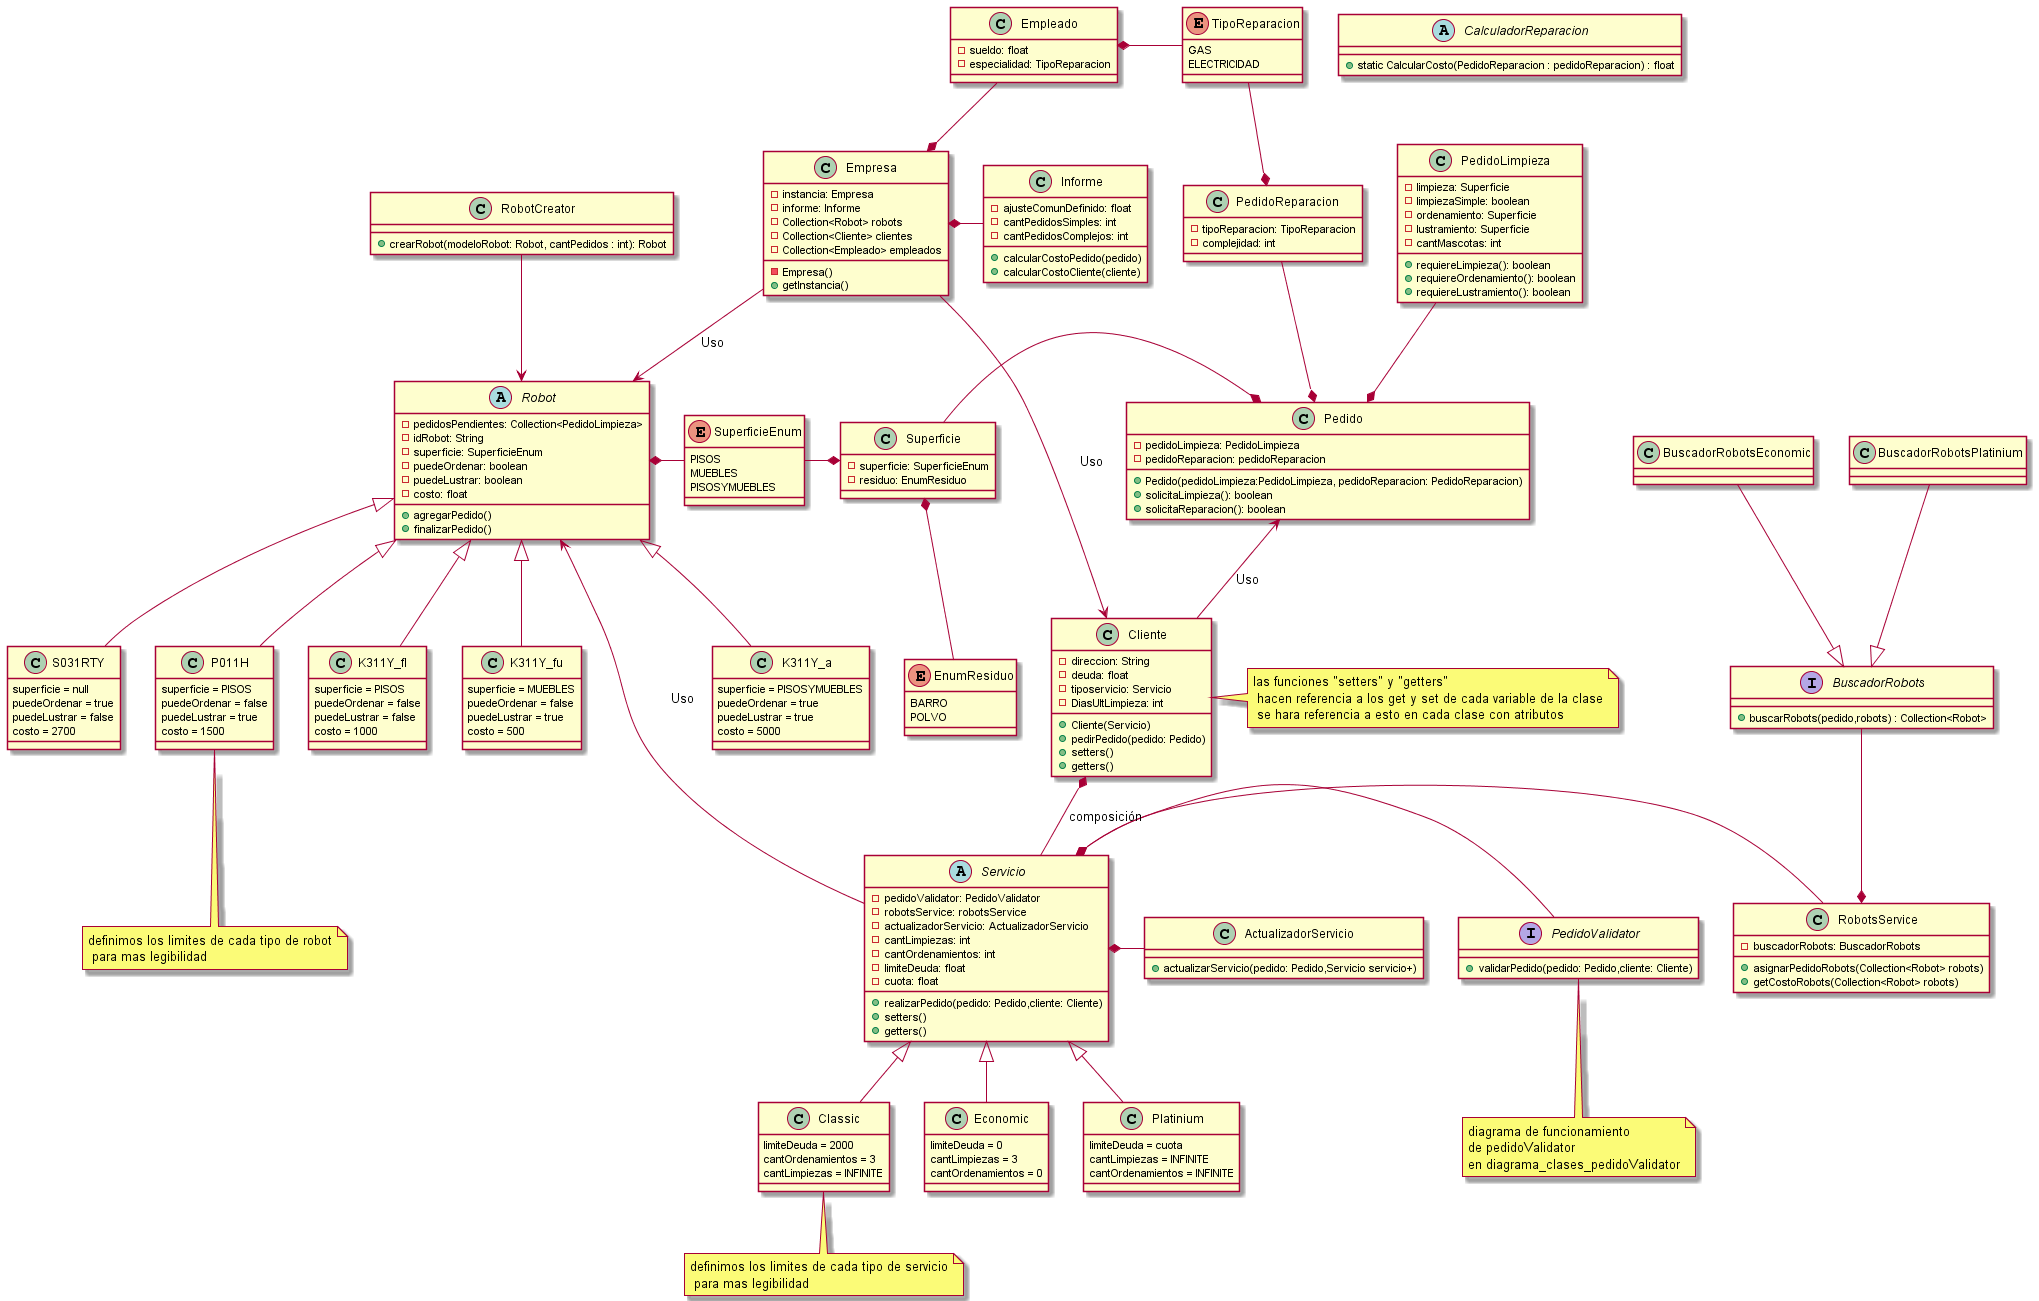 Empleado
sueldo: float
especialidad: TipoReparacion
TipoReparacion
GAS
ELECTRICIDAD
CalculadorReparacion
static CalcularCosto(PedidoReparacion : pedidoReparacion) : float
Empresa
instancia: Empresa
informe: Informe
Collection<Robot> robots
Collection<Cliente> clientes
Collection<Empleado> empleados
Empresa()
getInstancia()
Informe
ajusteComunDefinido: float
cantPedidosSimples: int
cantPedidosComplejos: int
calcularCostoPedido(pedido)
calcularCostoCliente(cliente)
PedidoReparacion
tipoReparacion: TipoReparacion
complejidad: int
PedidoLimpieza
limpieza: Superficie
limpiezaSimple: boolean
ordenamiento: Superficie
lustramiento: Superficie
cantMascotas: int
requiereLimpieza(): boolean
requiereOrdenamiento(): boolean
requiereLustramiento(): boolean
RobotCreator
crearRobot(modeloRobot: Robot, cantPedidos : int): Robot
Uso
Robot
pedidosPendientes: Collection<PedidoLimpieza>
idRobot: String
superficie: SuperficieEnum
puedeOrdenar: boolean
puedeLustrar: boolean
costo: float
agregarPedido()
finalizarPedido()
SuperficieEnum
PISOS
MUEBLES
PISOSYMUEBLES
Superficie
superficie: SuperficieEnum
residuo: EnumResiduo
Uso
Pedido
pedidoLimpieza: PedidoLimpieza
pedidoReparacion: pedidoReparacion
Pedido(pedidoLimpieza:PedidoLimpieza, pedidoReparacion: PedidoReparacion)
solicitaLimpieza(): boolean
solicitaReparacion(): boolean
BuscadorRobotsEconomic
BuscadorRobotsPlatinium
Uso
S031RTY
superficie = null
puedeOrdenar = true
puedeLustrar = false
costo = 2700
P011H
superficie = PISOS
puedeOrdenar = false
puedeLustrar = true
costo = 1500
K311Y_fl
superficie = PISOS
puedeOrdenar = false
puedeLustrar = false
costo = 1000
K311Y_fu
superficie = MUEBLES
puedeOrdenar = false
puedeLustrar = true
costo = 500
Uso
K311Y_a
superficie = PISOSYMUEBLES
puedeOrdenar = true
puedeLustrar = true
costo = 5000
EnumResiduo
BARRO
POLVO
Cliente
direccion: String
deuda: float
tiposervicio: Servicio
DiasUltLimpieza: int
Cliente(Servicio)
pedirPedido(pedido: Pedido)
setters()
getters()
las funciones "setters" y "getters"
hacen referencia a los get y set de cada variable de la clase
se hara referencia a esto en cada clase con atributos
BuscadorRobots
buscarRobots(pedido,robots) : Collection<Robot>
composición
definimos los limites de cada tipo de robot
para mas legibilidad
Servicio
pedidoValidator: PedidoValidator
robotsService: robotsService
actualizadorServicio: ActualizadorServicio
cantLimpiezas: int
cantOrdenamientos: int
limiteDeuda: float
cuota: float
realizarPedido(pedido: Pedido,cliente: Cliente)
setters()
getters()
ActualizadorServicio
actualizarServicio(pedido: Pedido,Servicio servicio+)
PedidoValidator
validarPedido(pedido: Pedido,cliente: Cliente)
RobotsService
buscadorRobots: BuscadorRobots
asignarPedidoRobots(Collection<Robot> robots)
getCostoRobots(Collection<Robot> robots)
Classic
limiteDeuda = 2000
cantOrdenamientos = 3
cantLimpiezas = INFINITE
Economic
limiteDeuda = 0
cantLimpiezas = 3
cantOrdenamientos = 0
Platinium
limiteDeuda = cuota
cantLimpiezas = INFINITE
cantOrdenamientos = INFINITE
diagrama de funcionamiento
de pedidoValidator
en diagrama_clases_pedidoValidator
definimos los limites de cada tipo de servicio
para mas legibilidad